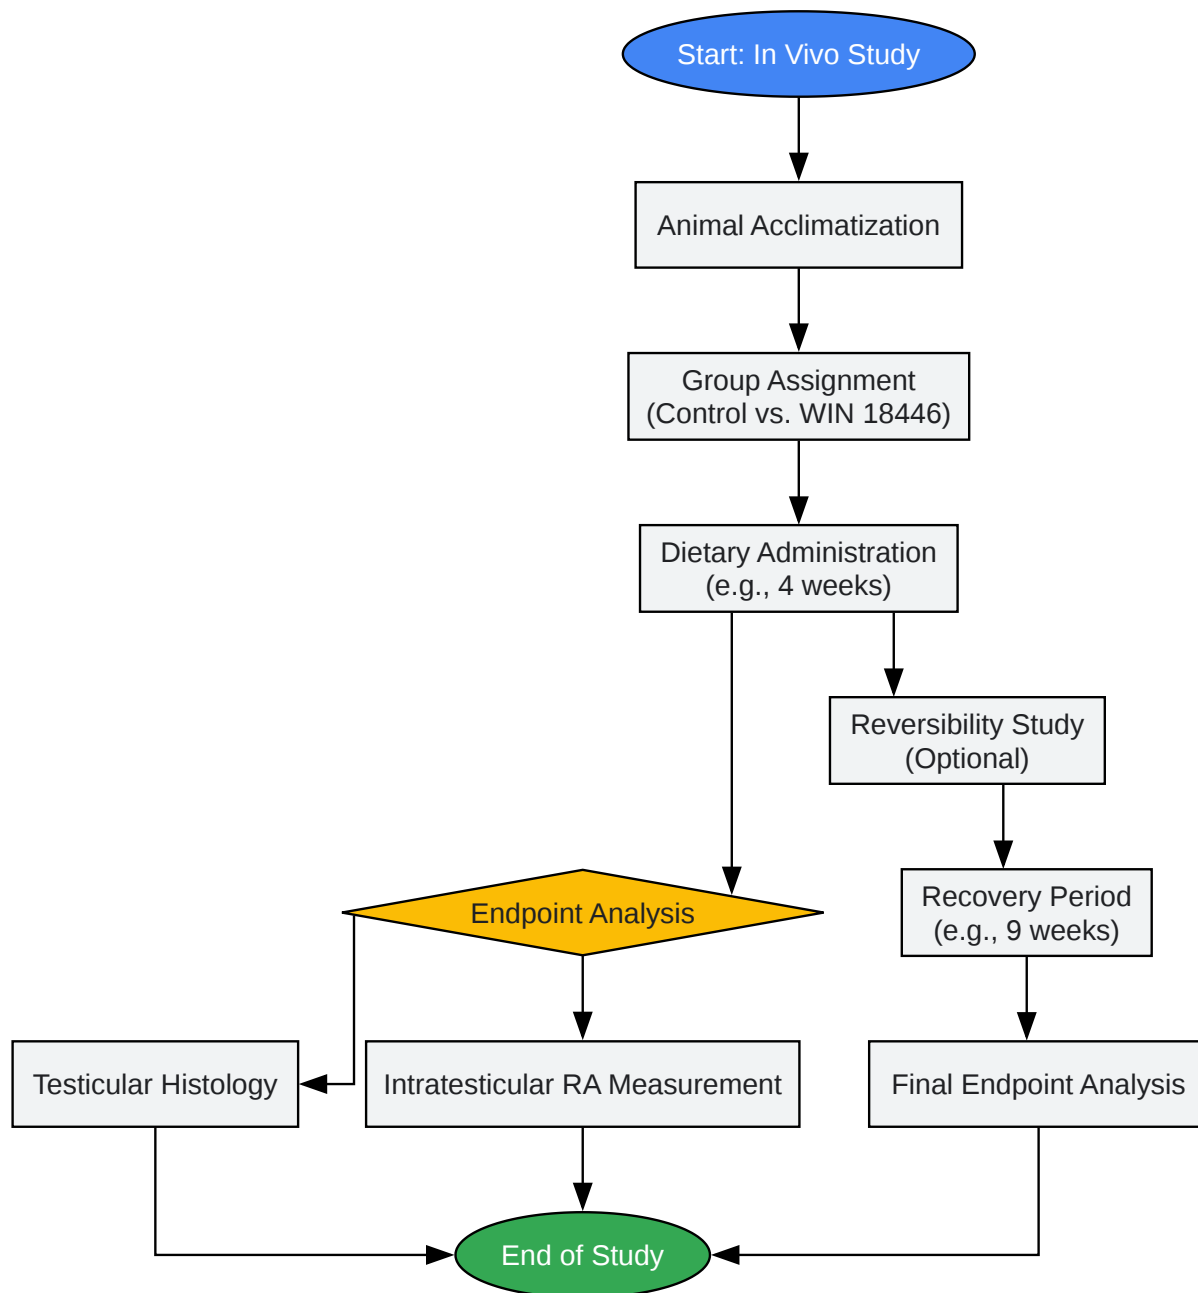 Start: In Vivo Study
Animal Acclimatization
Group Assignment
(Control vs. WIN 18446)
Dietary Administration
(e.g., 4 weeks)
Reversibility Study
(Optional)
Endpoint Analysis
Recovery Period
(e.g., 9 weeks)
Testicular Histology
Intratesticular RA Measurement
Final Endpoint Analysis
End of Study